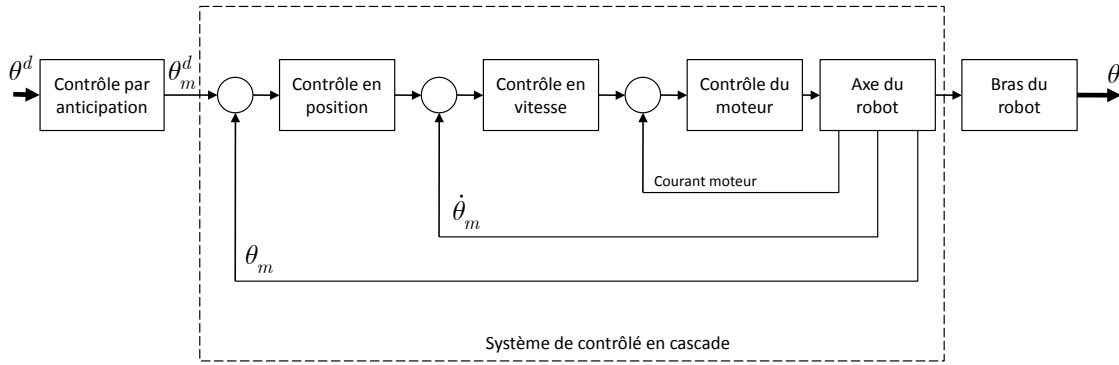 θ^d
Contrôle par
anticipation
θ_m^d
Contrôle en
position
Contrôle en
vitesse
Contrôle du
moteur
Axe du
robot
Bras du
robot
θ
Courant moteur
θ̇_m
θ_m
Système de contrôlé en cascade